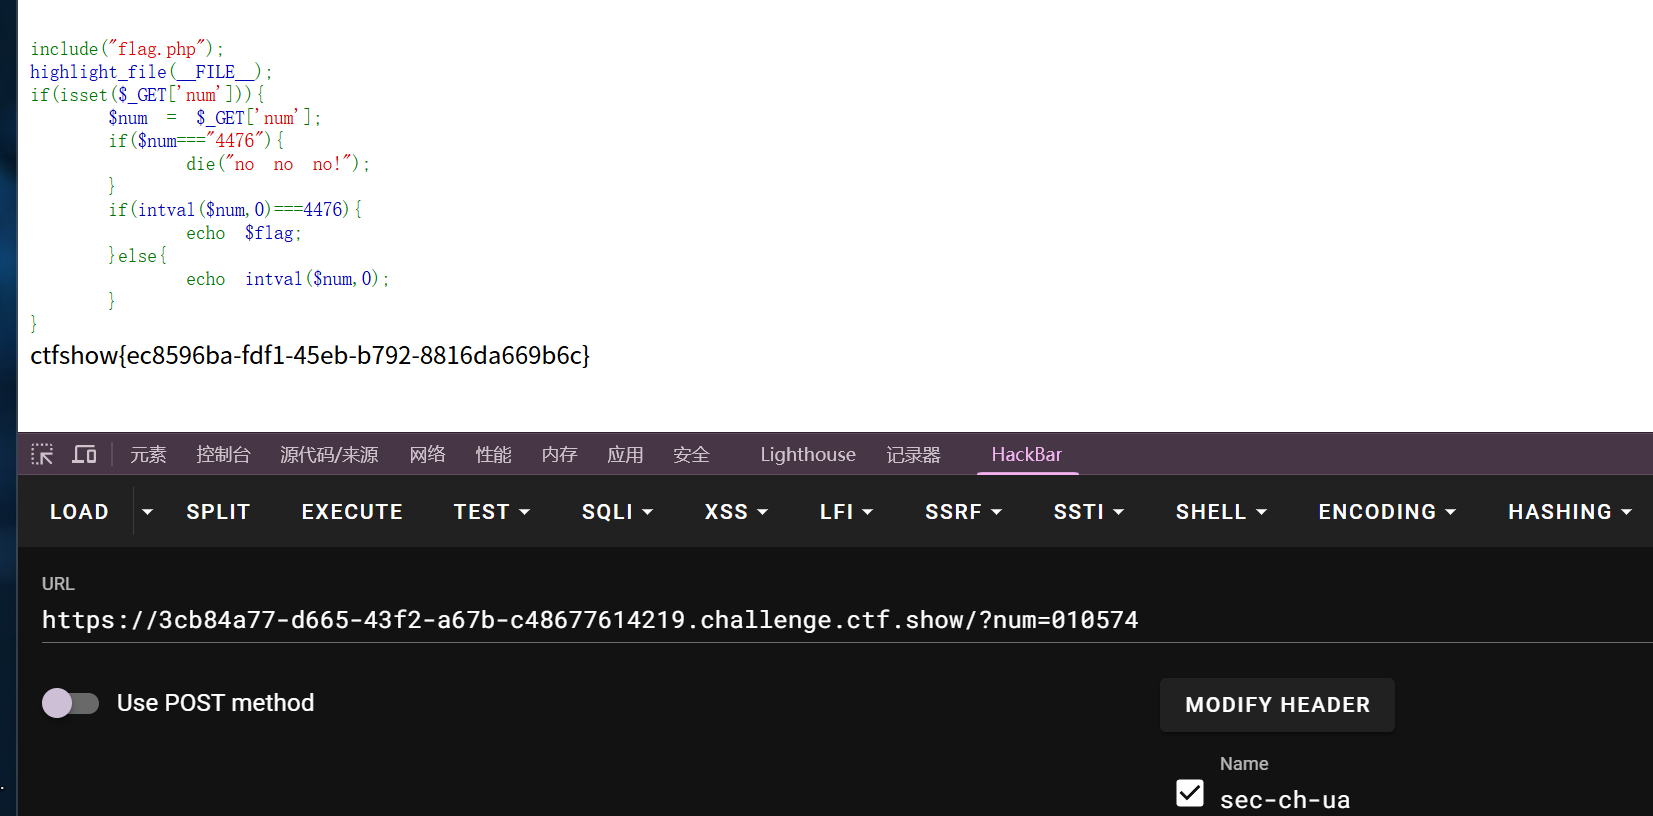 include("flag.php");
highlight_file(__FILE__);
if(isset($_GET['num'])){
$num = $_GET['num'];
if($num==="4476"){
die("no no no!");
}
if(intval($num,0)===4476){
echo $flag;
}else{
echo intval($num,0);
}
}
ctfshow{ec8596ba-fdf1-45eb-b792-8816da669b6c}
元素 控制台 源代码/来源 网络 性能 内存 应用 安全 Lighthouse 记录器 HackBar
LOAD SPLIT EXECUTE TEST SQLI XSS LFI SSRF SSTI SHELL ENCODING HASHING
URL
https://3cb84a77-d665-43f2-a67b-c48677614219.challenge.ctf.show/?num=010574
Use POST method
MODIFY HEADER
Name
sec-ch-ua